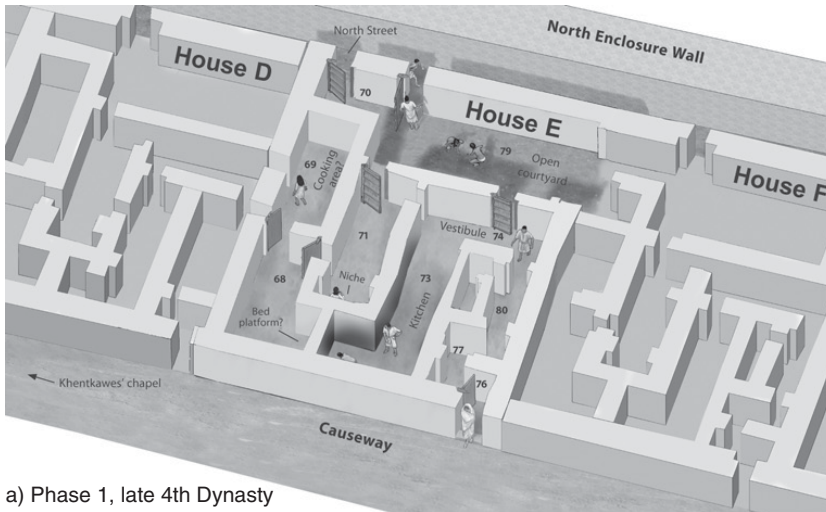 North Street
North Enclosure Wall
House D
70
House E
79
Open
courtyard
69
Cooking
area?
House F
71
Vestibule
74
68
Niche
73
Kitchen
Bed
platform?
80
77
76
Khentkawes' chapel
Causeway
a) Phase 1, late 4th Dynasty